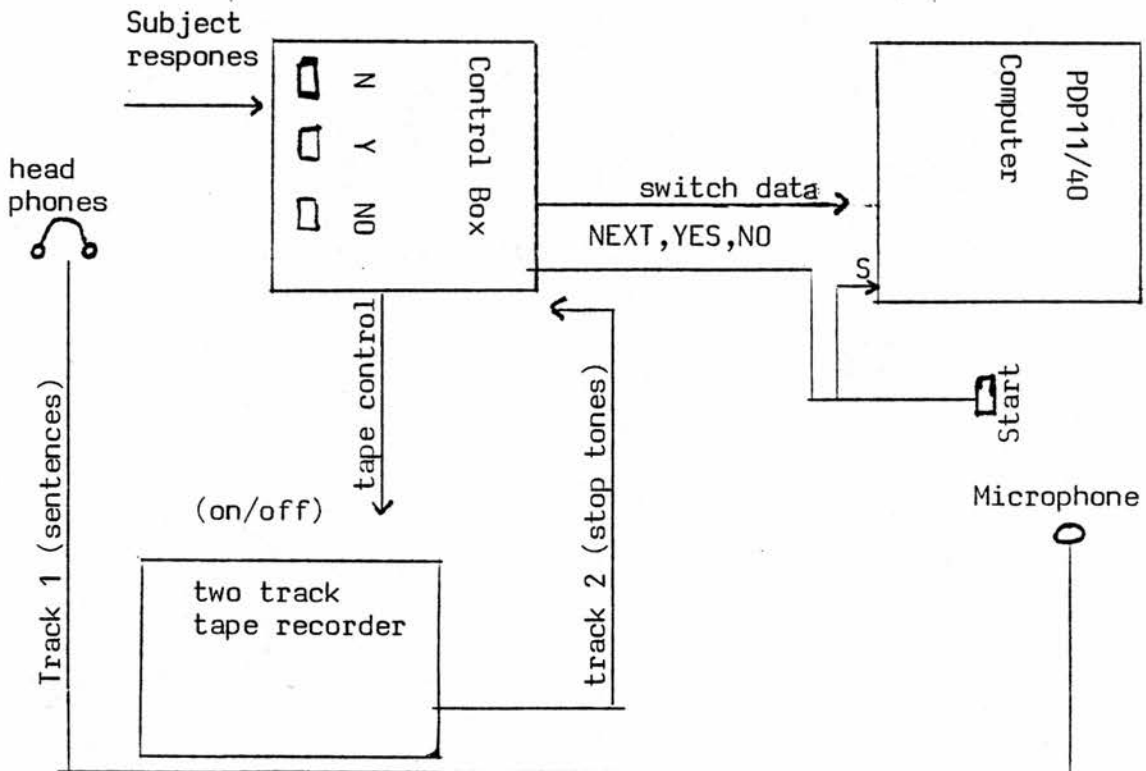 Subject
respones
Control Box
N
Y
NO
PDP11/40
Computer
head
phones
switch data
NEXT,YES,NO
S
tape control
Start
Track 1 (sentences)
(on/off)
track 2 (stop tones)
Microphone
two track
tape recorder